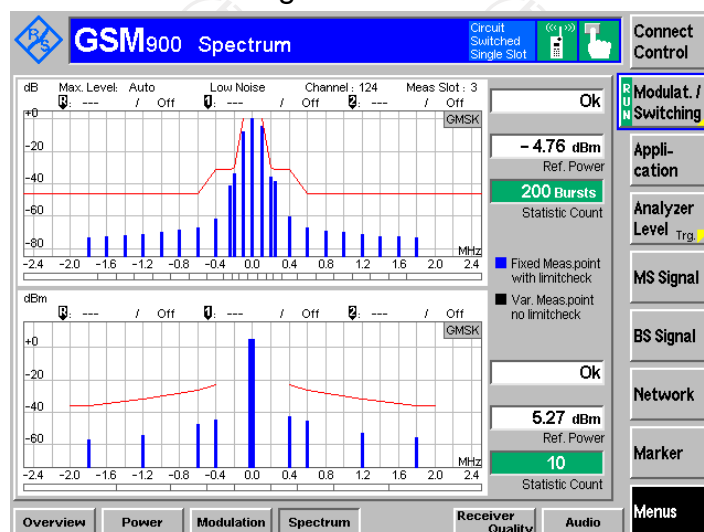 R&S
GSM900 Spectrum
Circuit Switched Single Slot
Connect Control
dB Max. Level: Auto Low Noise Channel : 124 Meas Slot : 3
R: --- / Off 1: --- / Off 2: --- / Off
GMSK
+0
-20
-40
-60
-80
MHz
-2.4 -2.0 -1.6 -1.2 -0.8 -0.4 0.0 0.4 0.8 1.2 1.6 2.0 2.4
Ok
- 4.76 dBm
Ref. Power
200 Bursts
Statistic Count
Fixed Meas.point
with limitcheck
Var. Meas.point
no limitcheck
dBm
R: --- / Off 1: --- / Off 2: --- / Off
GMSK
+0
-20
-40
-60
MHz
-2.4 -2.0 -1.6 -1.2 -0.8 -0.4 0.0 0.4 0.8 1.2 1.6 2.0 2.4
Ok
5.27 dBm
Ref. Power
10
Statistic Count
RUN
Modulat. /
Switching
Appli-
cation
Analyzer
Level Trg.
MS Signal
BS Signal
Network
Marker
Menus
Overview Power Modulation Spectrum Receiver Quality Audio